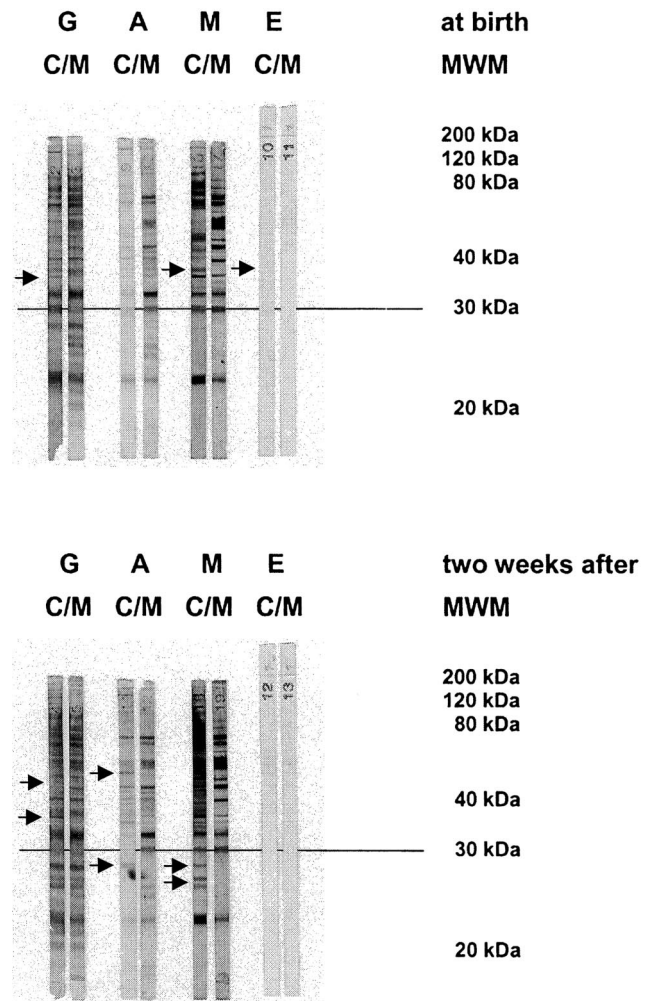 G A M E at birth
C/M C/M C/M C/M MWM
200 kDa
10 11 120 kDa
80 kDa
40 kDa
30 kDa
20 kDa
G A M E two weeks after
C/M C/M C/M C/M MWM
200 kDa
12 13 120 kDa
80 kDa
40 kDa
30 kDa
20 kDa